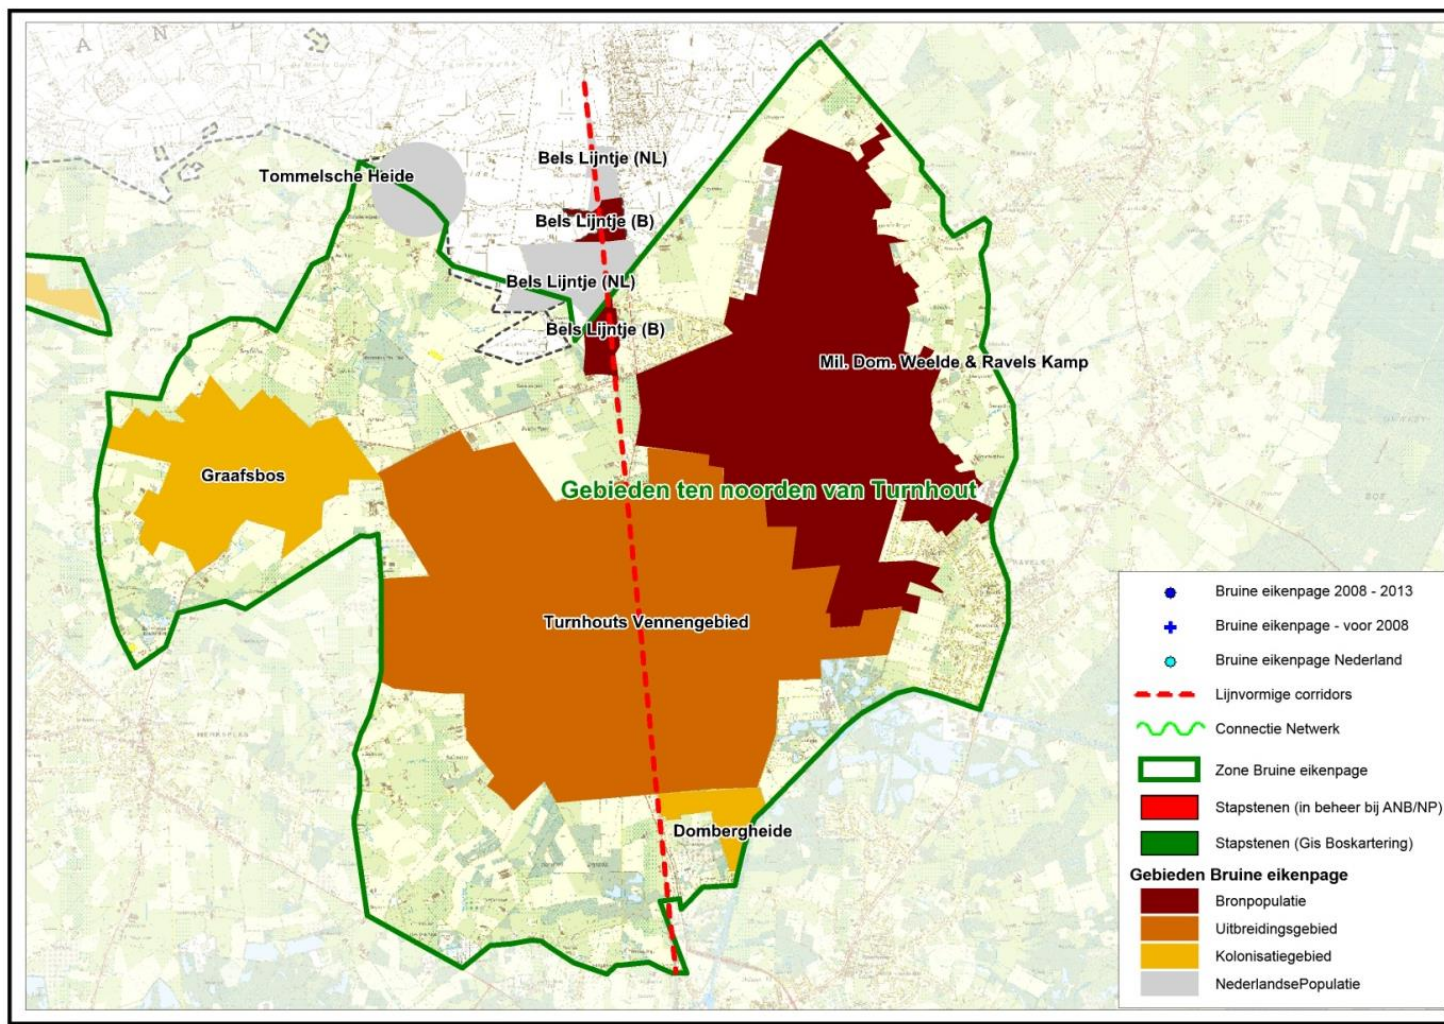 Tommelsche Heide
Bels Lijntje (NL)
Bels Lijntje (B)
Bels Lijntje (NL)
Bels Lijntje (B)
Mil. Dom. Weelde & Ravels Kamp
Graafsbos
Gebieden ten noorden van Turnhout
Turnhouts Vennengebied
Dombergheide
Bruine eikenpage 2008 - 2013
Bruine eikenpage - voor 2008
Bruine eikenpage Nederland
Lijnvormige corridors
Connectie Netwerk
Zone Bruine eikenpage
Stapstenen (in beheer bij ANB/NP)
Stapstenen (Gis Boskartering)
Gebieden Bruine eikenpage
Bronpopulatie
Uitbreidingsgebied
Kolonisatiegebied
NederlandsePopulatie